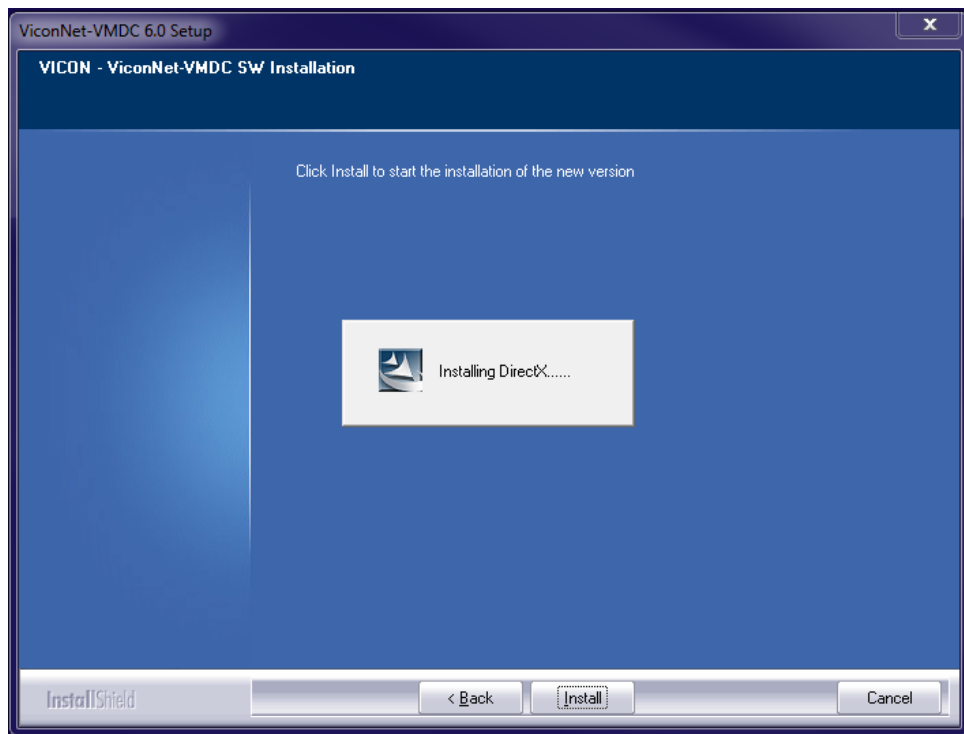 ViconNet-VMDC 6.0 Setup
VICON - ViconNet-VMDC SW Installation
Click Install to start the installation of the new version
Installing DirectX......
InstallShield
< Back
Install
Cancel